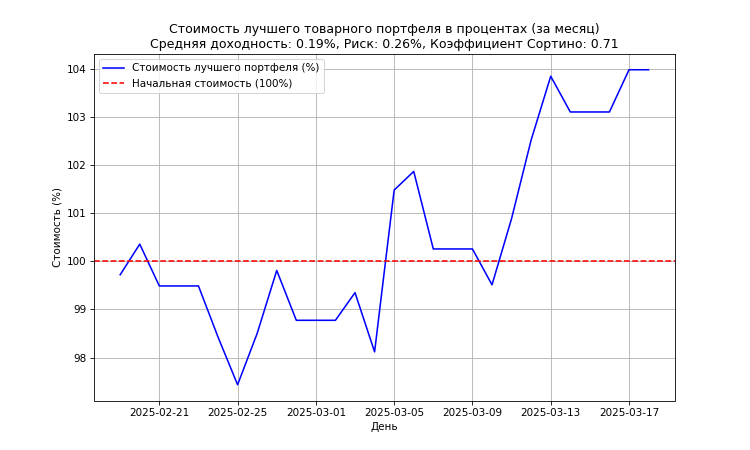 Стоимость лучшего товарного портфеля в процентах (за месяц)
Средняя доходность: 0.19%, Риск: 0.26%, Коэффициент Сортино: 0.71
Стоимость лучшего портфеля (%)
Начальная стоимость (100%)
Стоимость (%)
104
103
102
101
100
99
98
2025-02-21
2025-02-25
2025-03-01
2025-03-05
2025-03-09
2025-03-13
2025-03-17
День